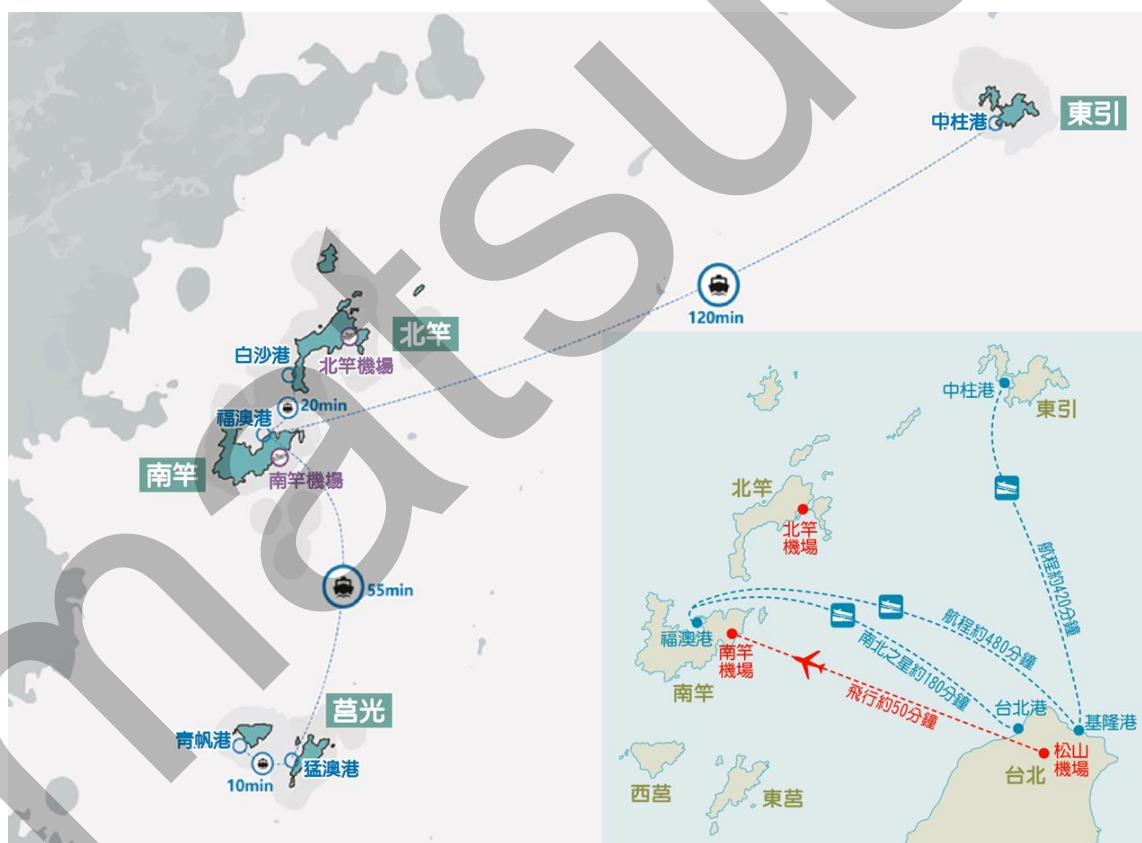 中柱港
東引
120min
北竿
北竿機場
白沙港
20min
福澳港
南竿
南竿機場
55min
莒光
青帆港
猛澳港
10min
中柱港
東引
北竿
北竿
機場
航程約420分鐘
福澳港
南竿
機場
南竿
航程約480分鐘
南北之星約180分鐘
飛行約50分鐘
台北港
基隆港
松山
機場
台北
西莒
東莒
matsu